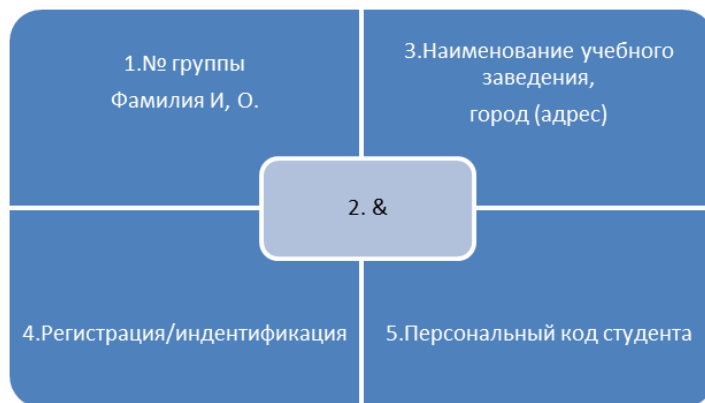 1.№ группы
Фамилия И, О.
3.Наименование учебного
заведения,
город (адрес)
2. &
4.Регистрация/индентификация
5.Персональный код студента